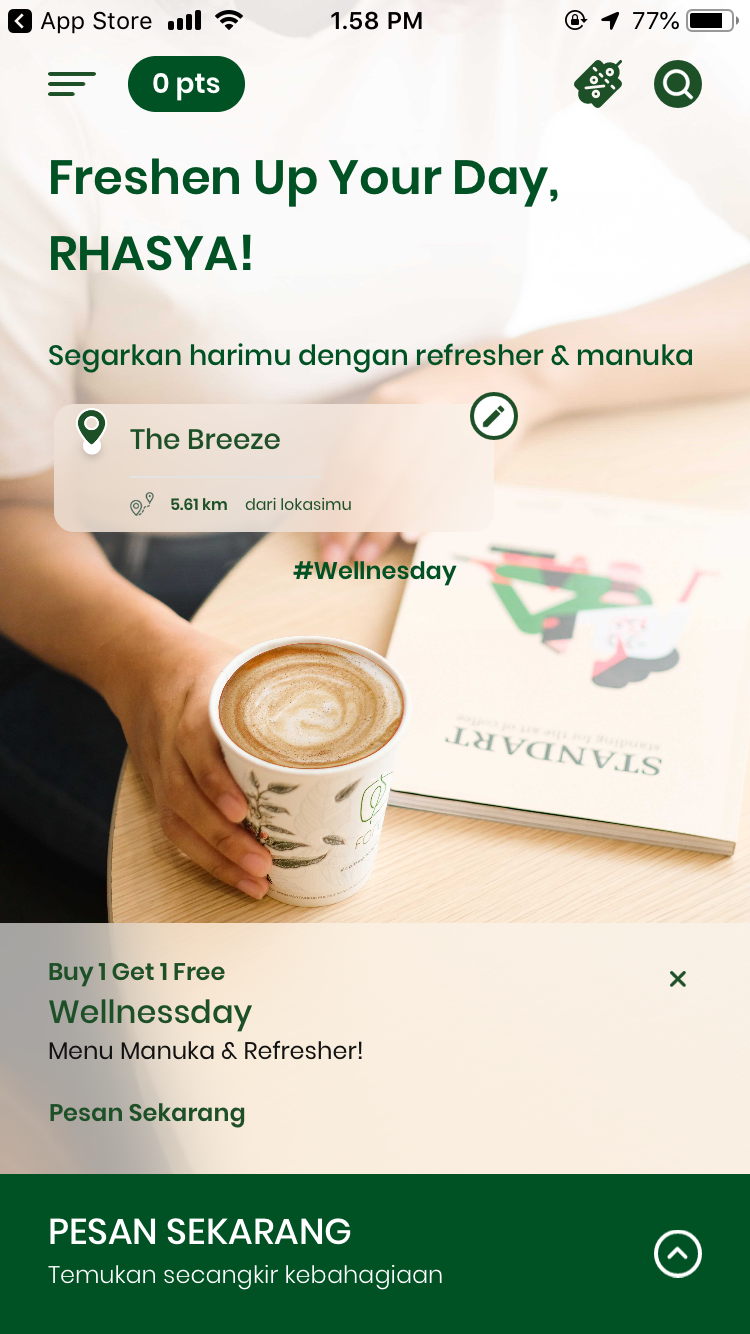 App Store
1.58 PM
77%
0 pts
Freshen Up Your Day,
RHASYA!
Segarkan harimu dengan refresher & manuka
The Breeze
5.61 km dari lokasimu
#Wellnesday
standing for the art of coffee
STANDART
Buy 1 Get 1 Free
Wellnessday
Menu Manuka & Refresher!
Pesan Sekarang
PESAN SEKARANG
Temukan secangkir kebahagiaan